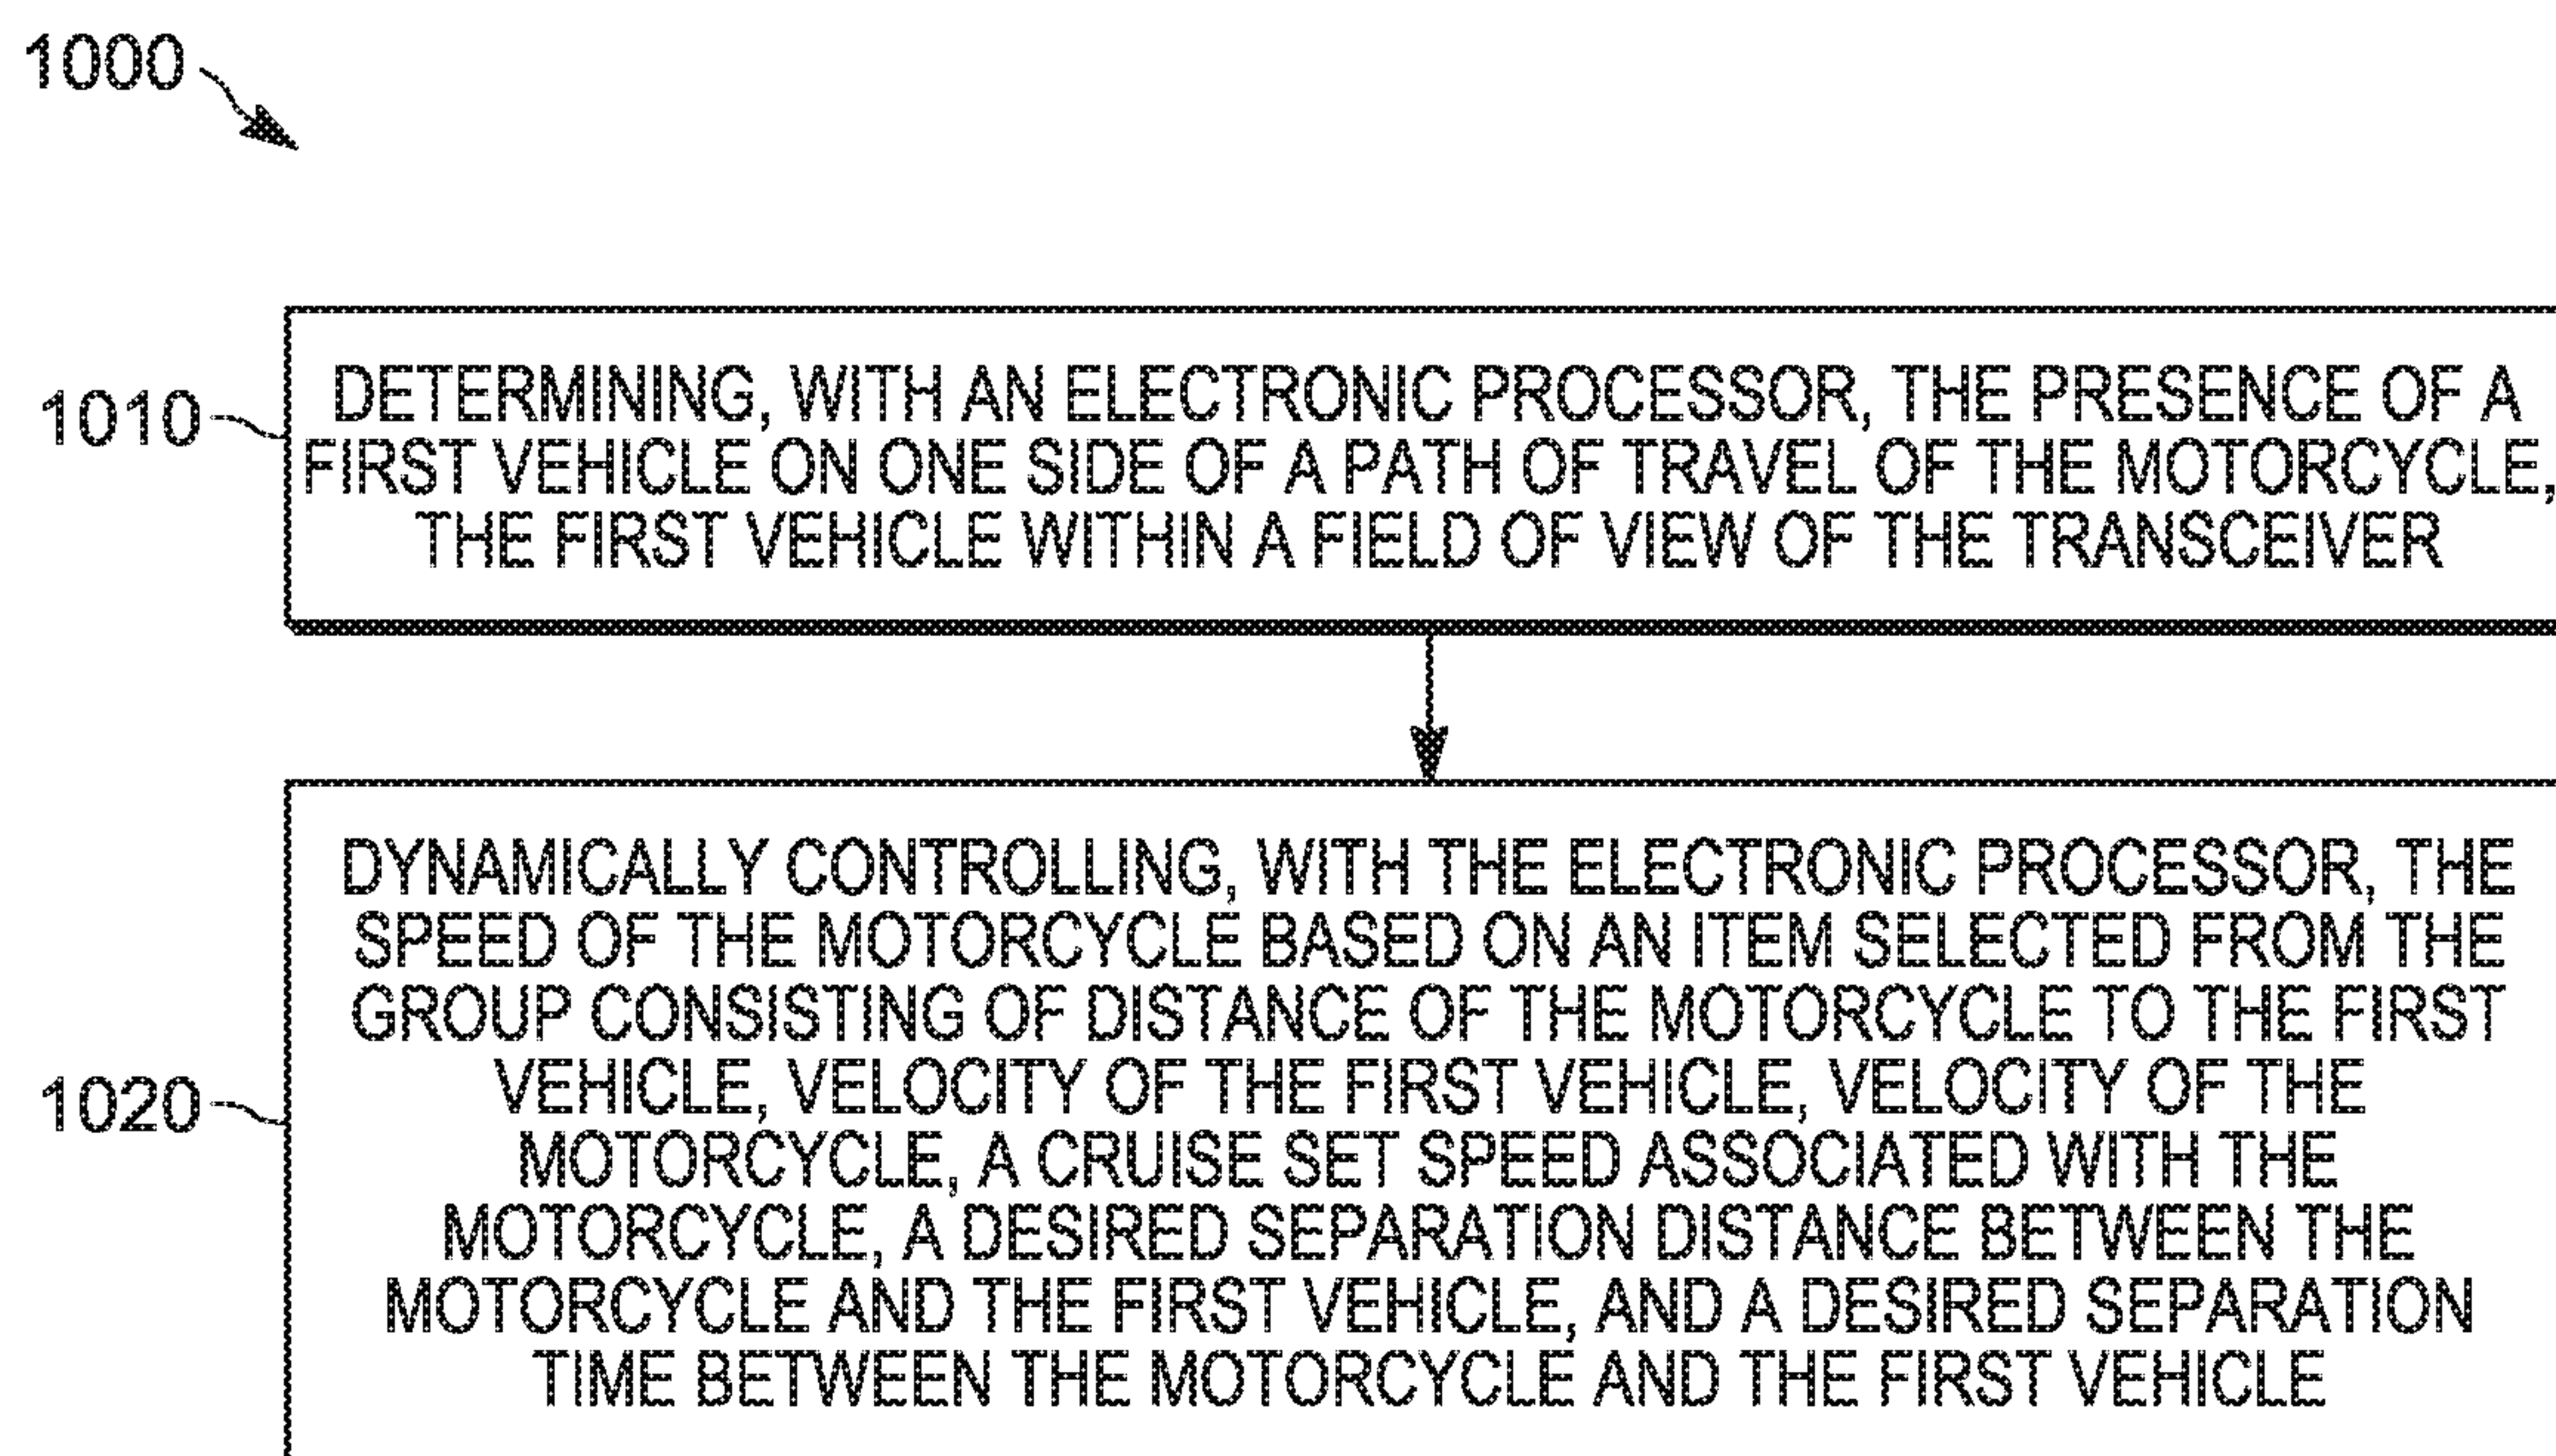 1000
1010
DETERMINING, WITH AN ELECTRONIC PROCESSOR, THE PRESENCE OF A
FIRST VEHICLE ON ONE SIDE OF A PATH OF TRAVEL OF THE MOTORCYCLE,
THE FIRST VEHICLE WITHIN A FIELD OF VIEW OF THE TRANSCEIVER
1020
DYNAMICALLY CONTROLLING, WITH THE ELECTRONIC PROCESSOR, THE
SPEED OF THE MOTORCYCLE BASED ON AN ITEM SELECTED FROM THE
GROUP CONSISTING OF DISTANCE OF THE MOTORCYCLE TO THE FIRST
VEHICLE, VELOCITY OF THE FIRST VEHICLE, VELOCITY OF THE
MOTORCYCLE, A CRUISE SET SPEED ASSOCIATED WITH THE
MOTORCYCLE, A DESIRED SEPARATION DISTANCE BETWEEN THE
MOTORCYCLE AND THE FIRST VEHICLE, AND A DESIRED SEPARATION
TIME BETWEEN THE MOTORCYCLE AND THE FIRST VEHICLE